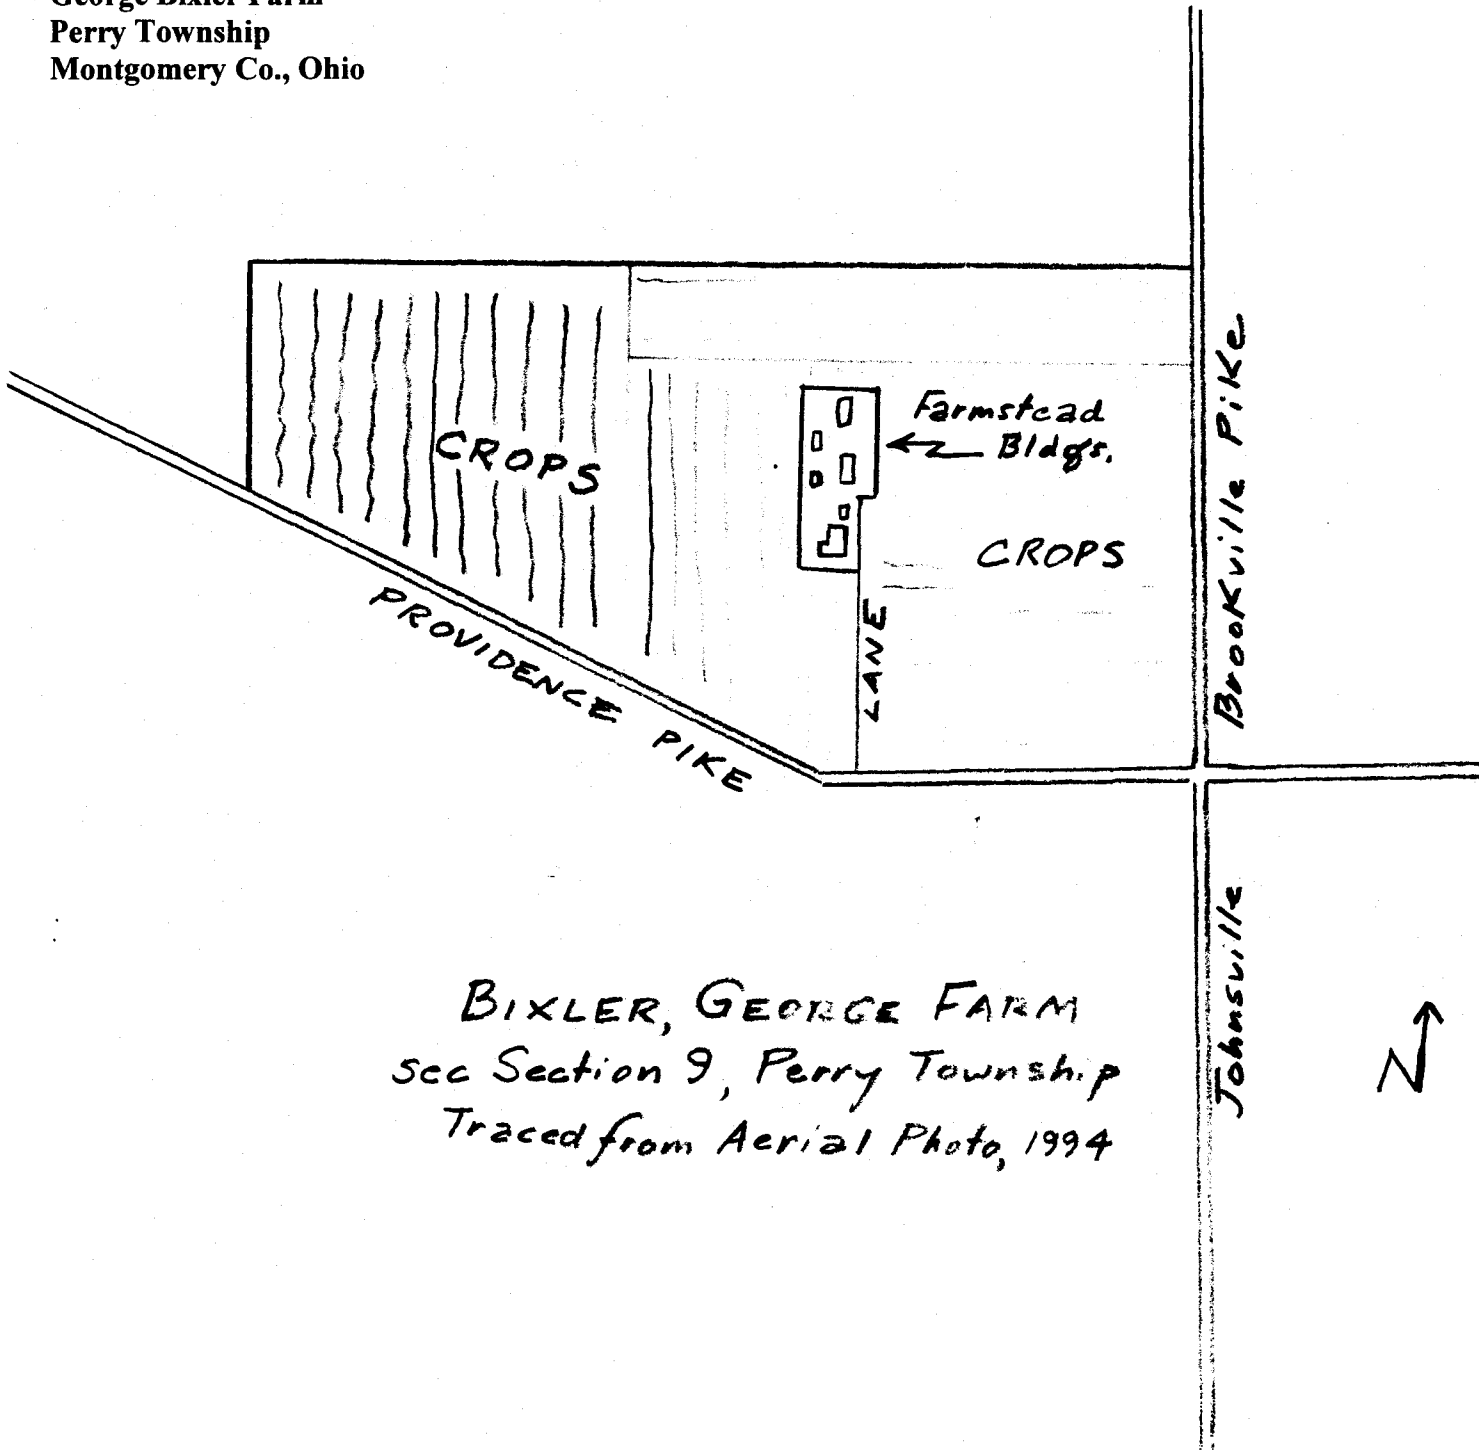 George Bixler Farm
Perry Township
Montgomery Co., Ohio
Farmstead
Bldgs.
CROPS
CROPS
LANE
PROVIDENCE PIKE
Johnsville Brookville Pike
BIXLER, GEORGE FARM
see Section 9, Perry Township
Traced from Aerial Photo, 1994
N